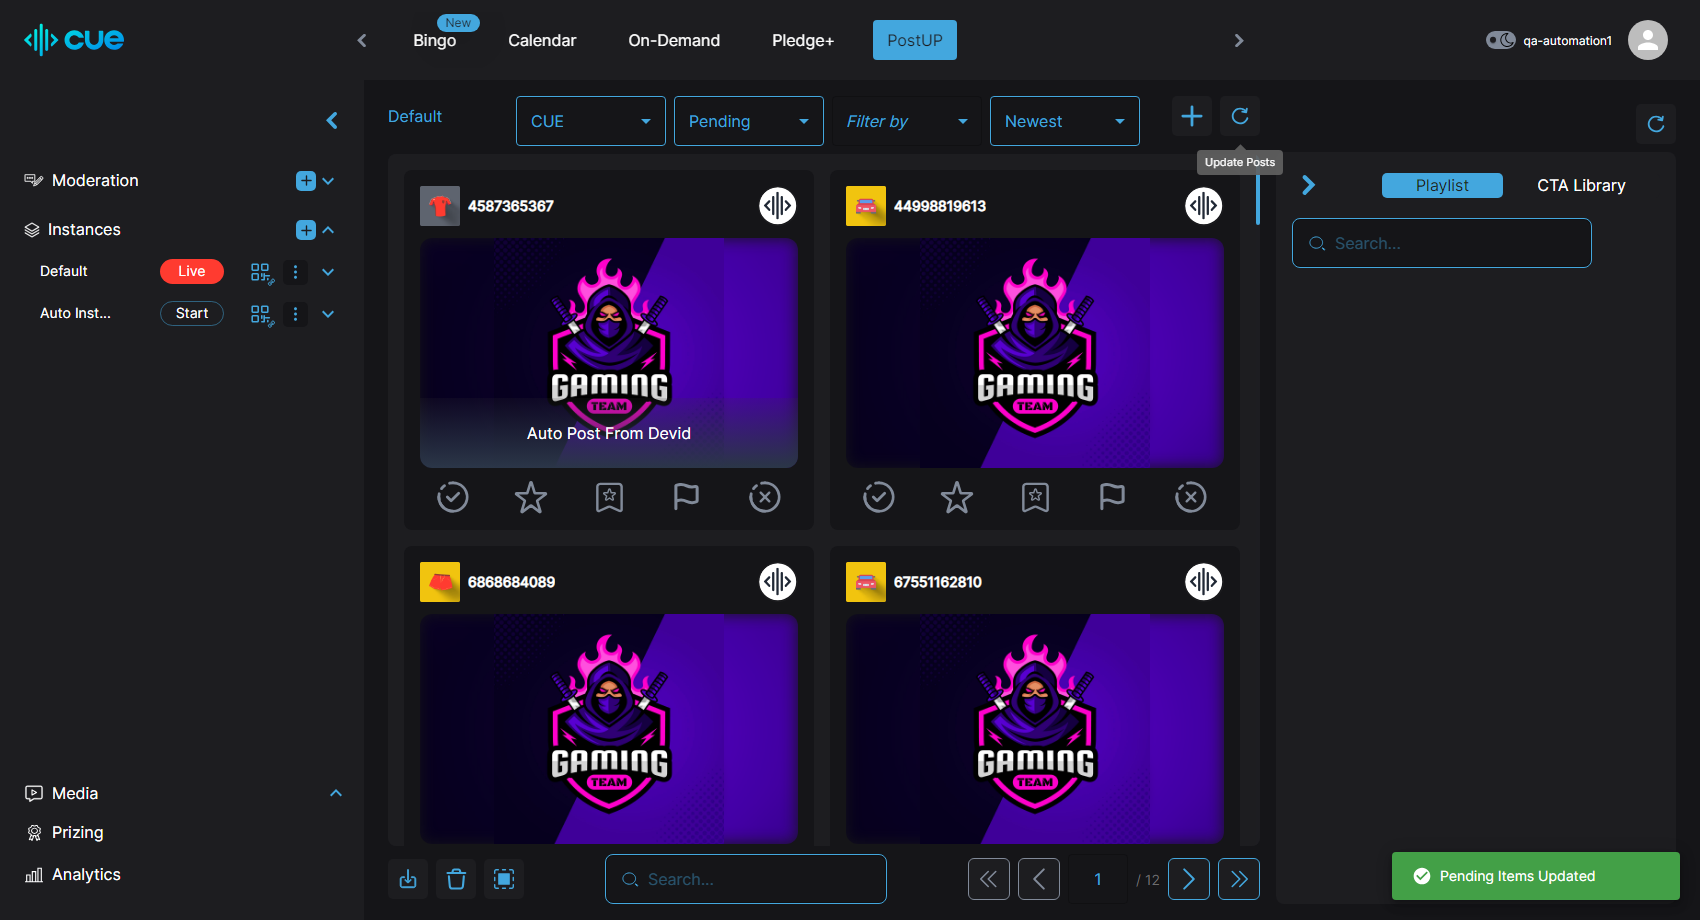 cue
New
Bingo
Calendar
On-Demand
Pledge+
PostUP
qa-automation1
Default
CUE
Pending
Filter by
Newest
Update Posts
Moderation
Instances
Default
Live
Auto Inst...
Start
Media
Prizing
Analytics
4587365367
GAMING
TEAM
Auto Post From Devid
44998819613
GAMING
TEAM
6868684089
GAMING
TEAM
67551162810
GAMING
TEAM
Search...
1
/ 12
Playlist
CTA Library
Search...
Pending Items Updated